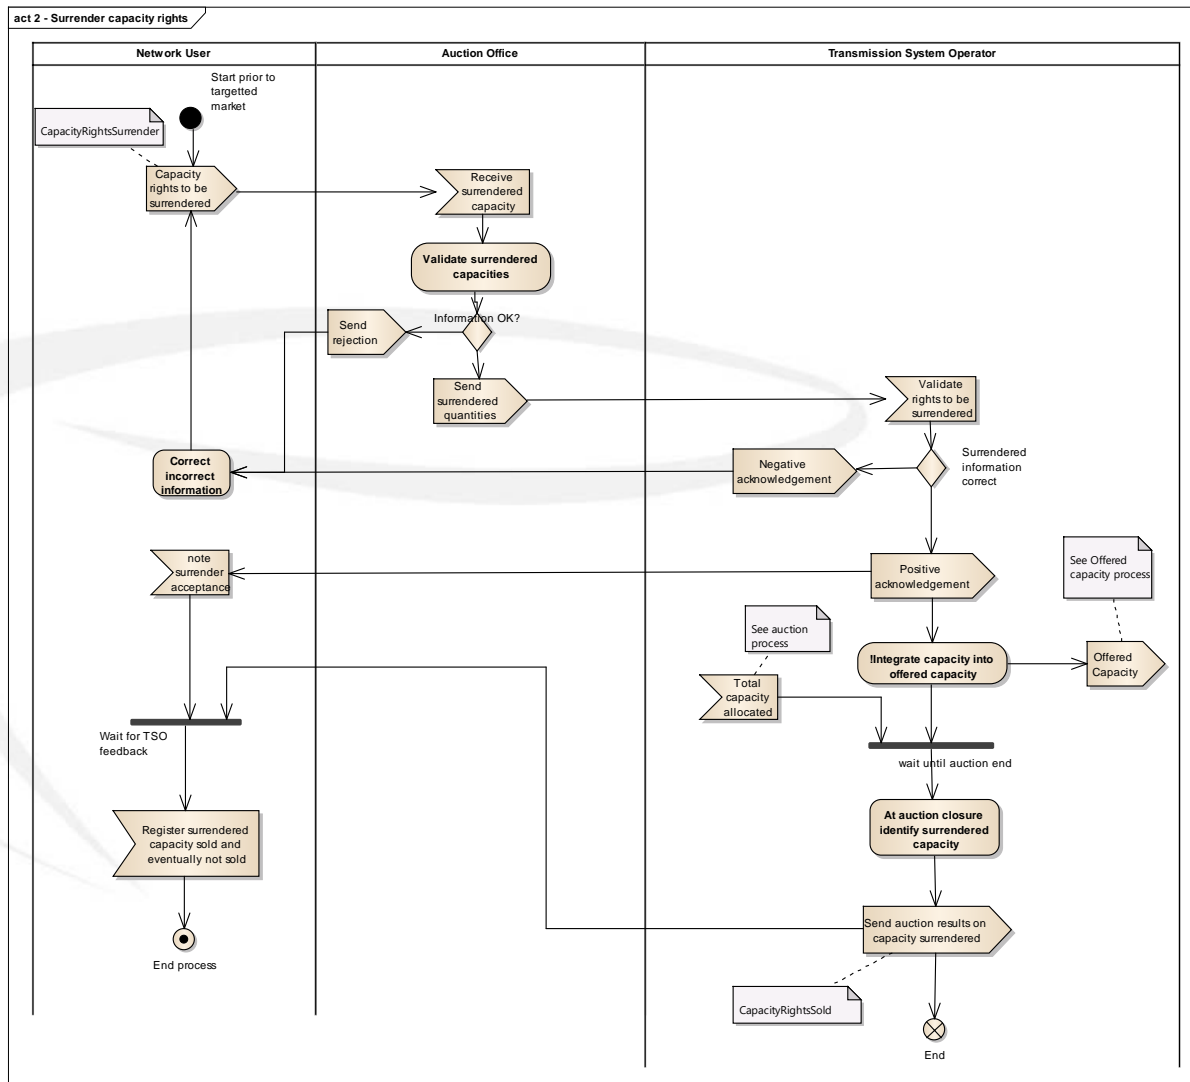 act 2 - Surrender capacity rights
Network User
Auction Office
Transmission System Operator
Start prior to
targetted
market
CapacityRightsSurrender
Capacity
rights to be
surrendered
Receive
surrendered
capacity
Validate surrendered
capacities
Information OK?
Send
rejection
Send
surrendered
quantities
Validate
rights to be
surrendered
Surrendered
information
correct
Negative
acknowledgement
Correct
incorrect
information
note
surrender
acceptance
Positive
acknowledgement
See Offered
capacity process
See auction
process
!Integrate capacity into
offered capacity
Offered
Capacity
Total
capacity
allocated
Wait for TSO
feedback
wait until auction end
At auction closure
identify surrendered
capacity
Register surrendered
capacity sold and
eventually not sold
Send auction results on
capacity surrendered
End process
CapacityRightsSold
End